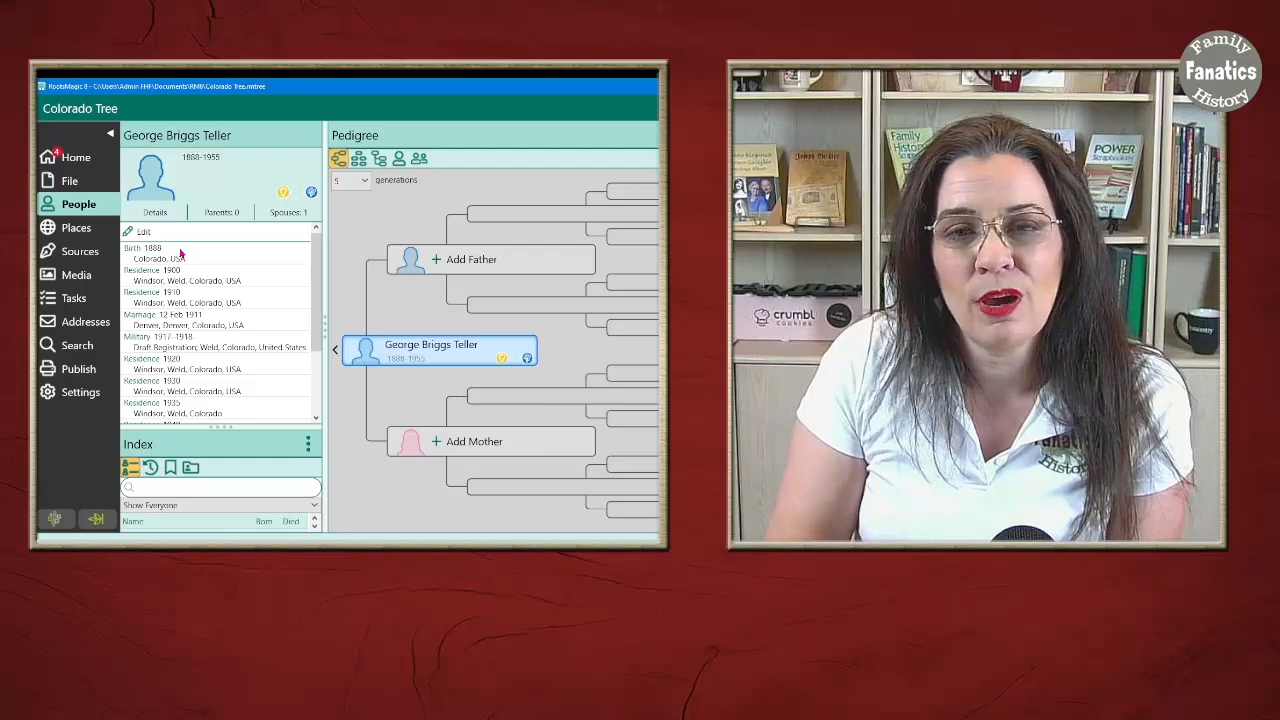 Family
Fanatics
History
RootsMagic 8 - C:\Users\Admin FHF\Documents\RM8\Colorado Tree.rmtree
Colorado Tree
Home
4
File
People
Places
Sources
Media
Tasks
Addresses
Search
Publish
Settings
George Briggs Teller
1888-1955
Details
Parents: 0
Spouses: 1
Edit
Birth 1888
Colorado, USA
Residence 1900
Windsor, Weld, Colorado, USA
Residence 1910
Windsor, Weld, Colorado, USA
Marriage 12 Feb 1911
Denver, Denver, Colorado, USA
Military 1917–1918
Draft Registration; Weld, Colorado, United States
Residence 1920
Windsor, Weld, Colorado, USA
Residence 1930
Windsor, Weld, Colorado, USA
Residence 1935
Windsor, Weld, Colorado
Index
Show Everyone
Name Born Died
Pedigree
5 generations
+ Add Father
George Briggs Teller
1888-1955
+ Add Mother
Family
History
POWER
Scrapbooking
crumbl
cookies
History